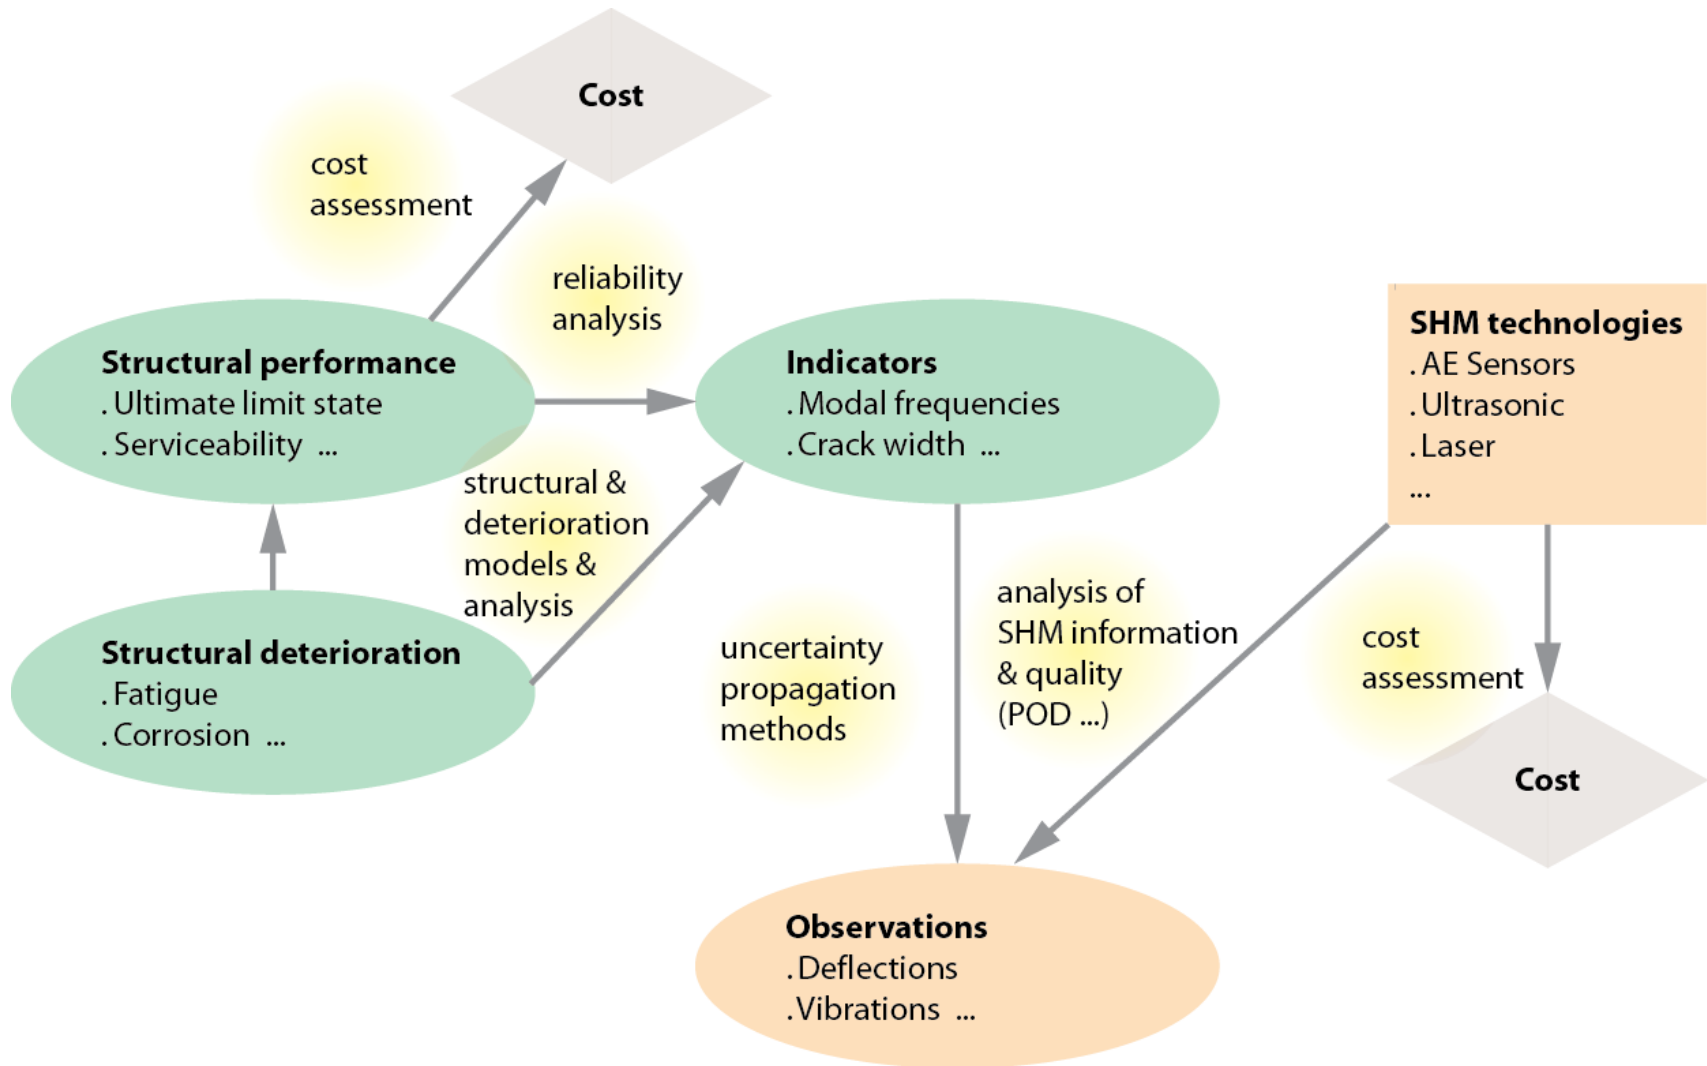 Cost
cost
assessment
reliability
analysis
Structural performance
. Ultimate limit state
. Serviceability ...
Indicators
. Modal frequencies
. Crack width ...
SHM technologies
. AE Sensors
. Ultrasonic
. Laser
...
structural &
deterioration
models &
analysis
Structural deterioration
. Fatigue
. Corrosion ...
uncertainty
propagation
methods
analysis of
SHM information
& quality
(POD ...)
cost
assessment
Cost
Observations
. Deflections
. Vibrations ...